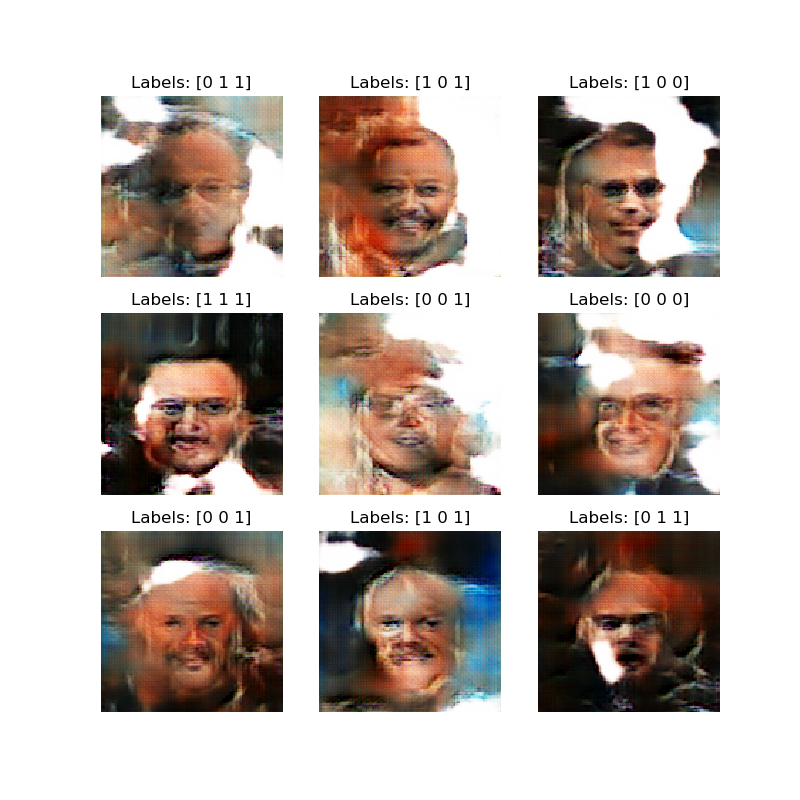 Labels: [0 1 1]
Labels: [1 0 1]
Labels: [1 0 0]
Labels: [1 1 1]
Labels: [0 0 1]
Labels: [0 0 0]
Labels: [0 0 1]
Labels: [1 0 1]
Labels: [0 1 1]